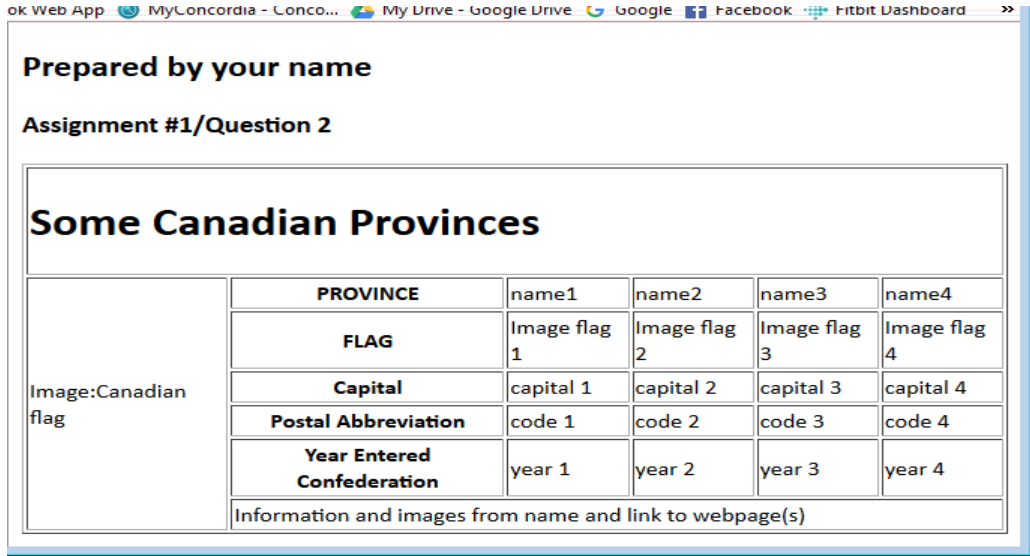 ok Web App MyConcordia - Conco... My Drive - Google Drive Google Facebook Fitbit Dashboard »
Prepared by your name
Assignment #1/Question 2
Some Canadian Provinces
Image:Canadian
flag
PROVINCE name1 name2 name3 name4
FLAG Image flag 1 Image flag 2 Image flag 3 Image flag 4
Capital capital 1 capital 2 capital 3 capital 4
Postal Abbreviation code 1 code 2 code 3 code 4
Year Entered
Confederation year 1 year 2 year 3 year 4
Information and images from name and link to webpage(s)